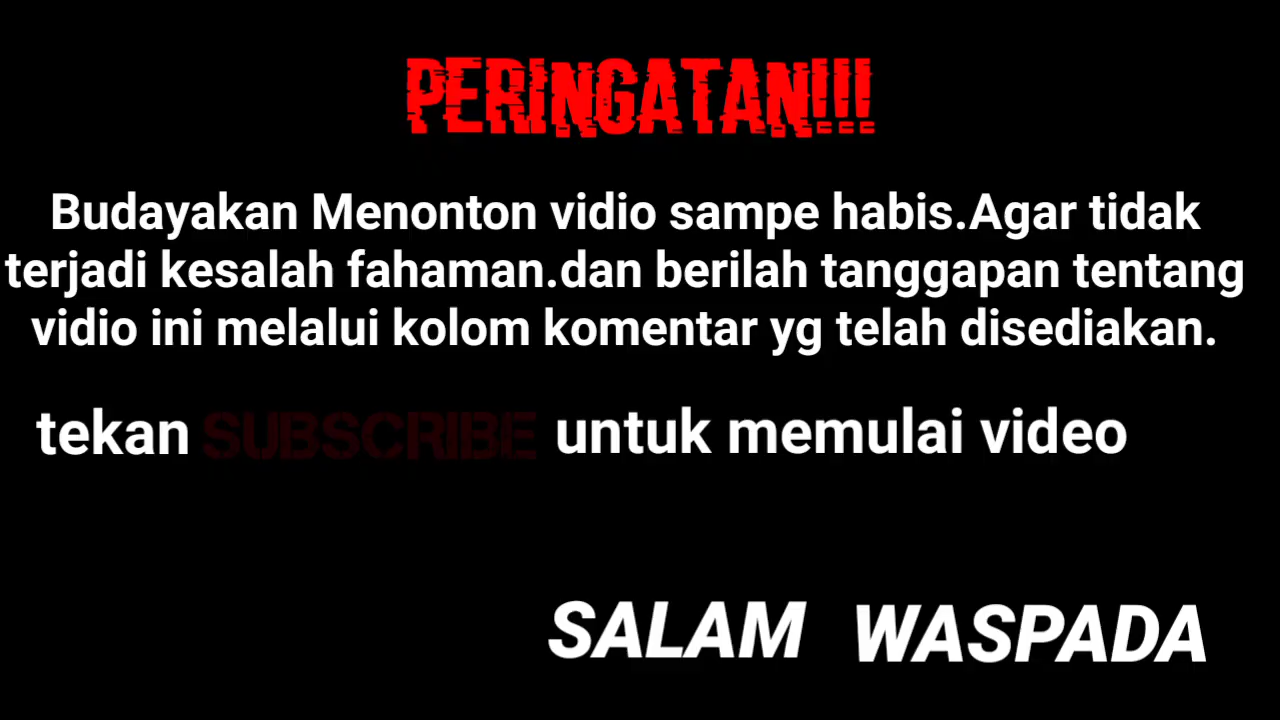 PERINGATAN!!!
Budayakan Menonton vidio sampe habis.Agar tidak
terjadi kesalah fahaman.dan berilah tanggapan tentang
vidio ini melalui kolom komentar yg telah disediakan.
tekan SUBSCRIBE untuk memulai video
SALAM WASPADA